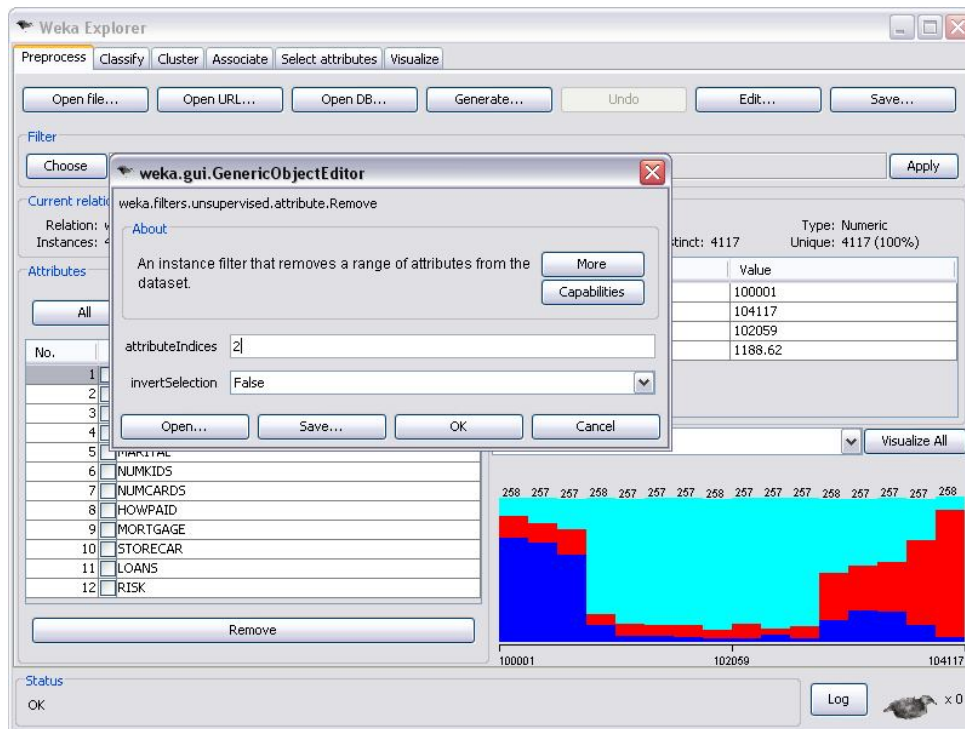 Weka Explorer
Preprocess Classify Cluster Associate Select attributes Visualize
Open file... Open URL... Open DB... Generate... Undo Edit... Save...
Filter
Choose Apply
weka.gui.GenericObjectEditor
weka.filters.unsupervised.attribute.Remove
About
An instance filter that removes a range of attributes from the
dataset.
More
Capabilities
attributeIndices 2
invertSelection False
Open... Save... OK Cancel
Current
Relation:
Instances: 4
Type: Numeric
4117 Unique: 4117 (100%)
Attributes
All
Value
100001
104117
102059
1188.62
No.
1
2
3
4
5 MARITAL
6 NUMKIDS
7 NUMCARDS
8 HOWPAID
9 MORTGAGE
10 STORECAR
11 LOANS
12 RISK
Remove
Visualize All
258 257 257 258 257 257 257 258 257 257 257 258 257 257 257 258
100001 102059 104117
Status
OK
Log x 0